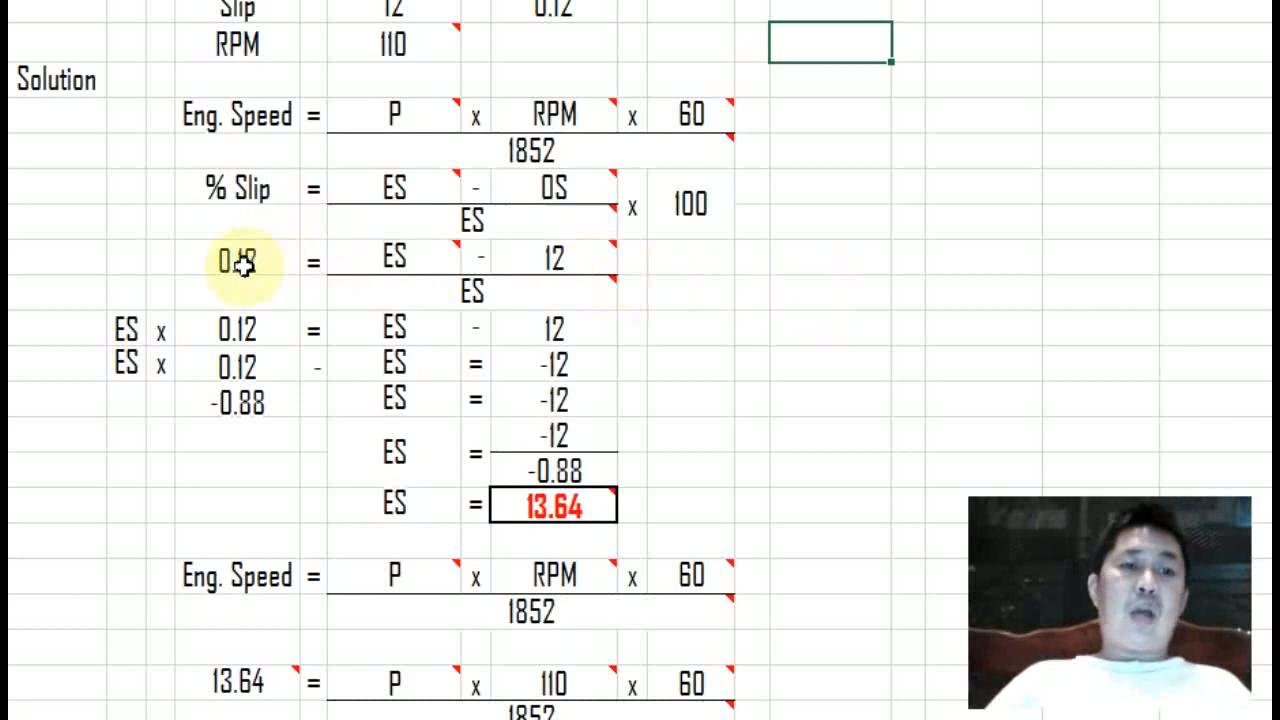 Slip 12 0.12
RPM 110
Solution
Eng. Speed = P x RPM x 60
1852
% Slip = ES - OS x 100
ES
0.12 = ES - 12
ES
ES x 0.12 = ES - 12
ES x 0.12 - ES = -12
-0.88 ES = -12
ES = -12
-0.88
ES = 13.64
Eng. Speed = P x RPM x 60
1852
13.64 = P x 110 x 60
1852